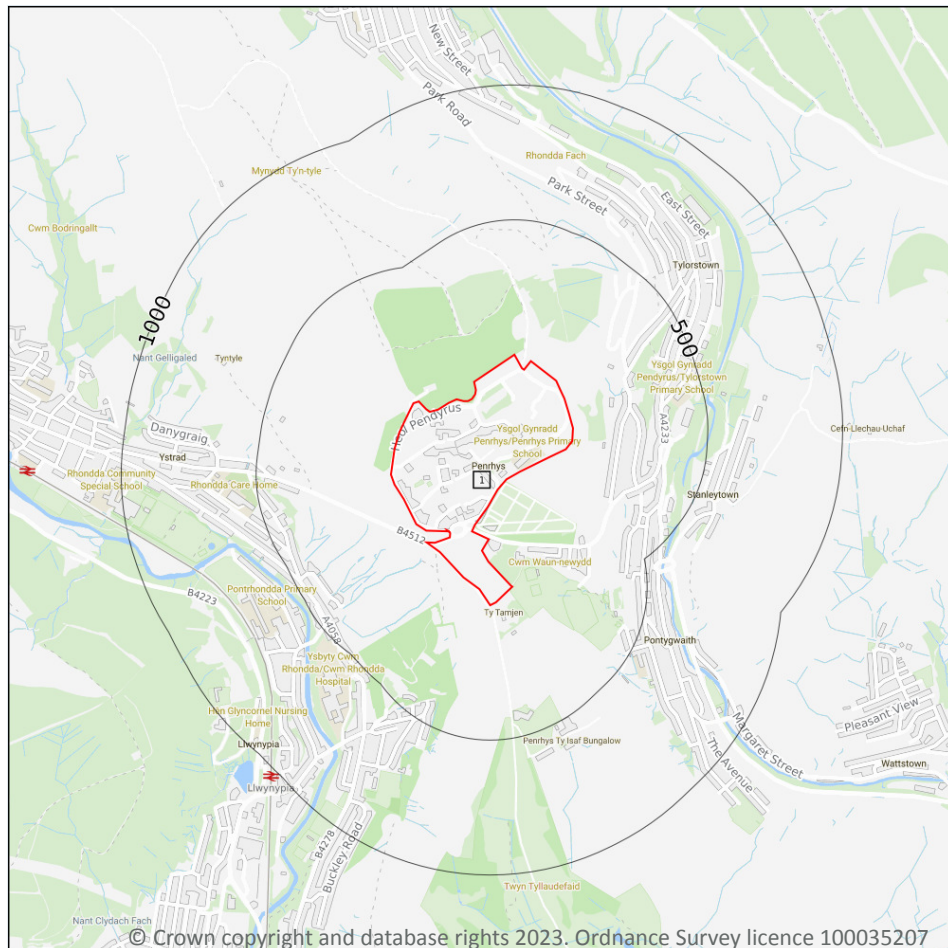 New Street
Park Road
Rhondda Fach
Mynydd Ty'n-tyle
Park Street
East Street
Cwm Bodringallt
Tylorstown
1000
500
Nant Gelligaled
Tyntyle
Ysgol Gynradd
Pendyrus/Tylorstown
Primary School
Heol Pendyrus
A4233
Cefn Llechau-Uchaf
Danygraig
Ysgol Gynradd
Penrhys/Penrhys Primary
School
Ystrad
Penrhys
1
Rhondda Community
Special School
Rhondda Care Home
Stanleytown
B4512
Cwm Waun-newydd
B4223
Pontrhondda Primary
School
A4058
Ty Tamjen
Pontygwaith
Ysbyty Cwm
Rhondda/Cwm Rhondda
Hospital
Hen Glyncornel Nursing
Home
Llwynypia
Pleasant View
Margaret Street
Penrhys Ty Isaf Bungalow
The Avenue
Wattstown
Llwynypia
B4278
Buckley Road
Twyn Tyllaudefaid
Nant Clydach Fach
© Crown copyright and database rights 2023. Ordnance Survey licence 100035207